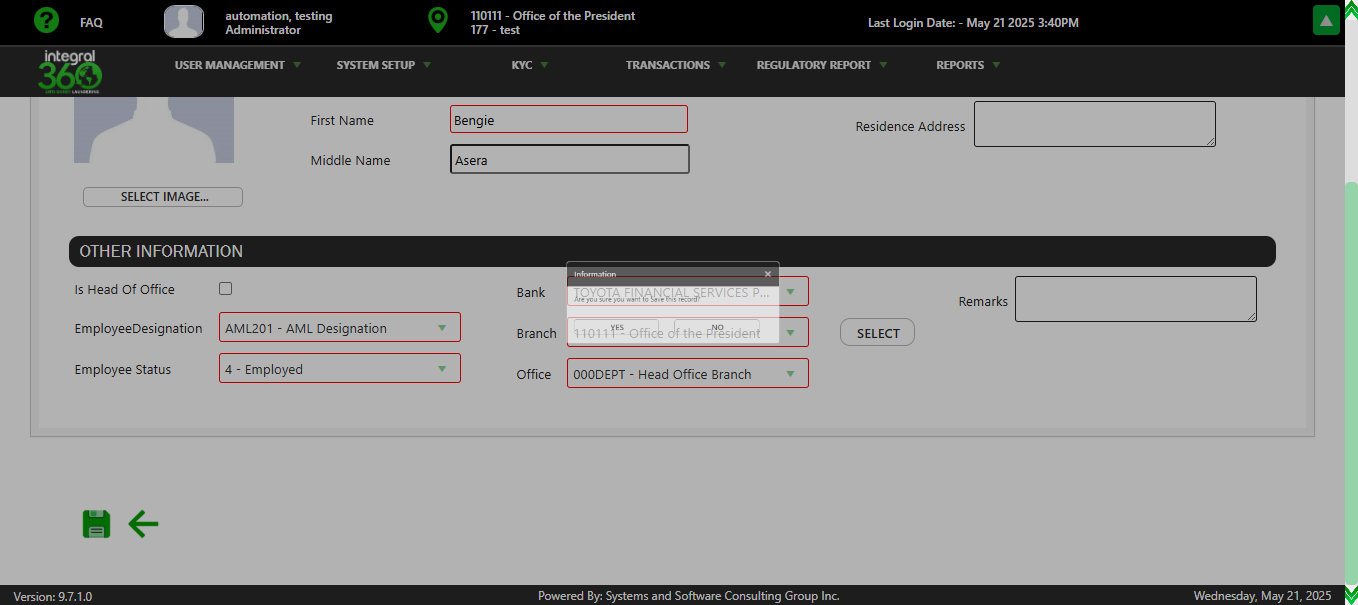 FAQ
automation, testing
Administrator
110111 - Office of the President
177 - test
Last Login Date: - May 21 2025 3:40PM
integral
360
USER MANAGEMENT
SYSTEM SETUP
KYC
TRANSACTIONS
REGULATORY REPORT
REPORTS
First Name
Bengie
Residence Address
Middle Name
Asera
SELECT IMAGE...
OTHER INFORMATION
Information
Is Head Of Office
Bank
TOYOTA FINANCIAL SERVICES P...
Are you sure you want to Save this record?
Remarks
YES
NO
EmployeeDesignation
AML201 - AML Designation
Branch
110111 - Office of the President
SELECT
Employee Status
4 - Employed
Office
000DEPT - Head Office Branch
Version: 9.7.1.0
Powered By: Systems and Software Consulting Group Inc.
Wednesday, May 21, 2025